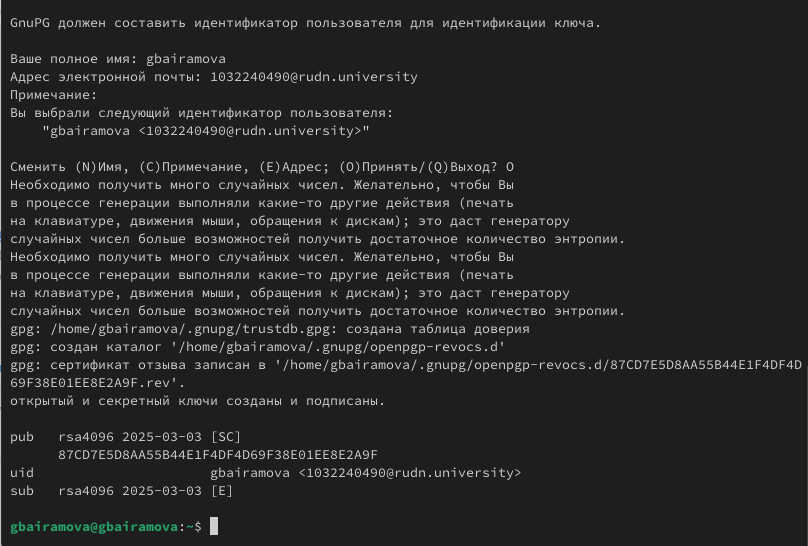 GnuPG должен составить идентификатор пользователя для идентификации ключа.
Ваше полное имя: gbairamova
Адрес электронной почты: 1032240490@rudn.university
Примечание:
Вы выбрали следующий идентификатор пользователя:
"gbairamova <1032240490@rudn.university>"
Сменить (N)Имя, (C)Примечание, (E)Адрес; (O)Принять/(Q)Выход? O
Необходимо получить много случайных чисел. Желательно, чтобы Вы
в процессе генерации выполняли какие-то другие действия (печать
на клавиатуре, движения мыши, обращения к дискам); это даст генератору
случайных чисел больше возможностей получить достаточное количество энтропии.
Необходимо получить много случайных чисел. Желательно, чтобы Вы
в процессе генерации выполняли какие-то другие действия (печать
на клавиатуре, движения мыши, обращения к дискам); это даст генератору
случайных чисел больше возможностей получить достаточное количество энтропии.
gpg: /home/gbairamova/.gnupg/trustdb.gpg: создана таблица доверия
gpg: создан каталог '/home/gbairamova/.gnupg/openpgp-revocs.d'
gpg: сертификат отзыва записан в '/home/gbairamova/.gnupg/openpgp-revocs.d/87CD7E5D8AA55B44E1F4DF4D
69F38E01EE8E2A9F.rev'.
открытый и секретный ключи созданы и подписаны.
pub   rsa4096 2025-03-03 [SC]
87CD7E5D8AA55B44E1F4DF4D69F38E01EE8E2A9F
uid                      gbairamova <1032240490@rudn.university>
sub   rsa4096 2025-03-03 [E]
gbairamova@gbairamova:~$